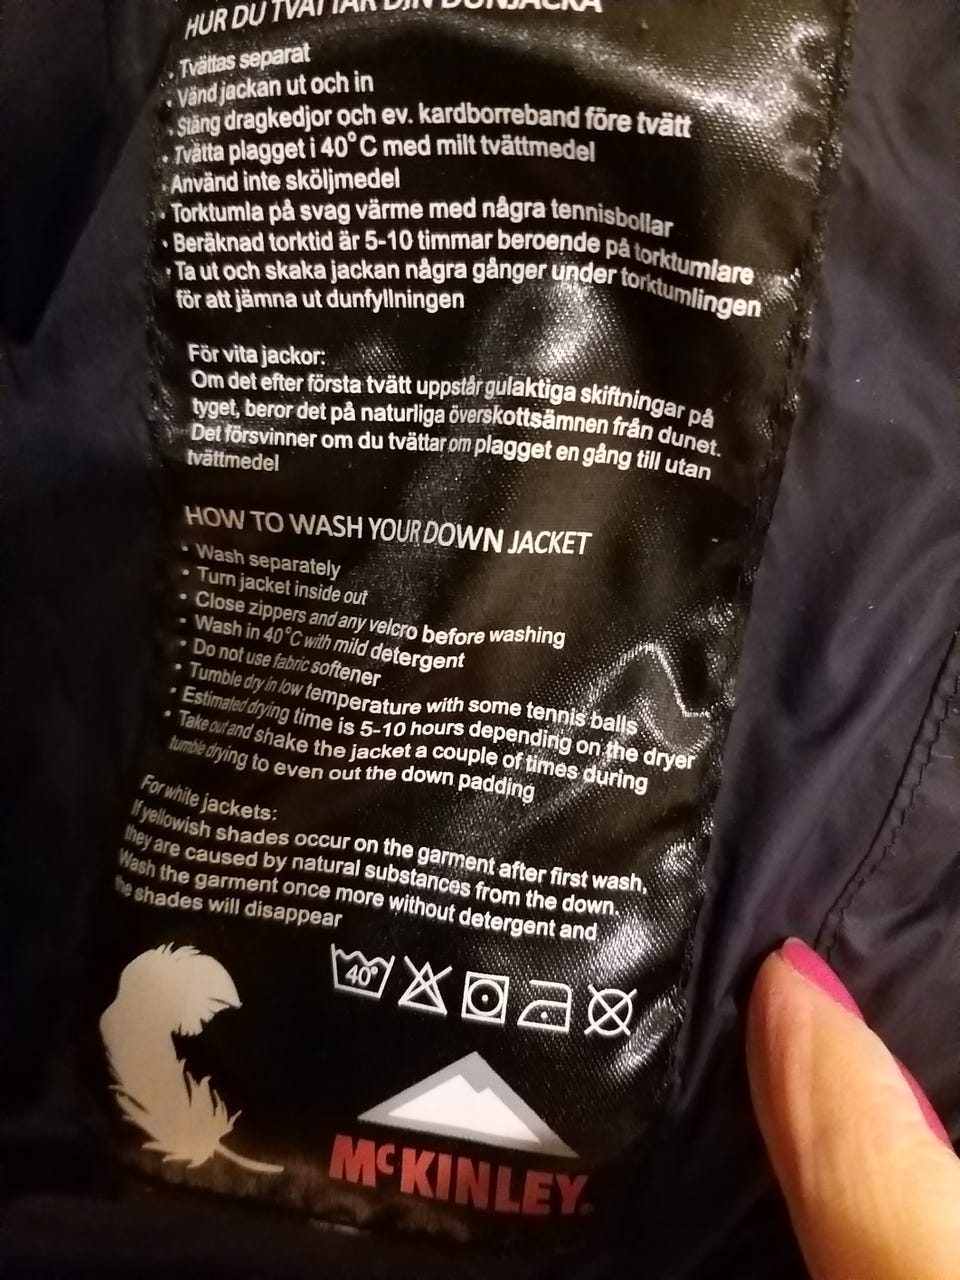 HUR DU TVÄTTAR DIN DUNJACKA
• Tvättas separat
• Vänd jackan ut och in
• Stäng dragkedjor och ev. kardborreband före tvätt
• Tvätta plagget i 40°C med milt tvättmedel
• Använd inte sköljmedel
• Torktumla på svag värme med några tennisbollar
• Beräknad torktid är 5-10 timmar beroende på torktumlare
• Ta ut och skaka jackan några gånger under torktumlingen
för att jämna ut dunfyllningen
För vita jackor:
Om det efter första tvätt uppstår gulaktiga skiftningar på
tyget, beror det på naturliga överskottsämnen från dunet.
Det försvinner om du tvättar om plagget en gång till utan
tvättmedel
HOW TO WASH YOUR DOWN JACKET
• Wash separately
• Turn jacket inside out
• Close zippers and any velcro before washing
• Wash in 40°C with mild detergent
• Do not use fabric softener
• Tumble dry in low temperature with some tennis balls
• Estimated drying time is 5-10 hours depending on the dryer
• Take out and shake the jacket a couple of times during
tumble drying to even out the down padding
For white jackets:
If yellowish shades occur on the garment after first wash,
they are caused by natural substances from the down.
Wash the garment once more without detergent and
the shades will disappear
40°
McKINLEY